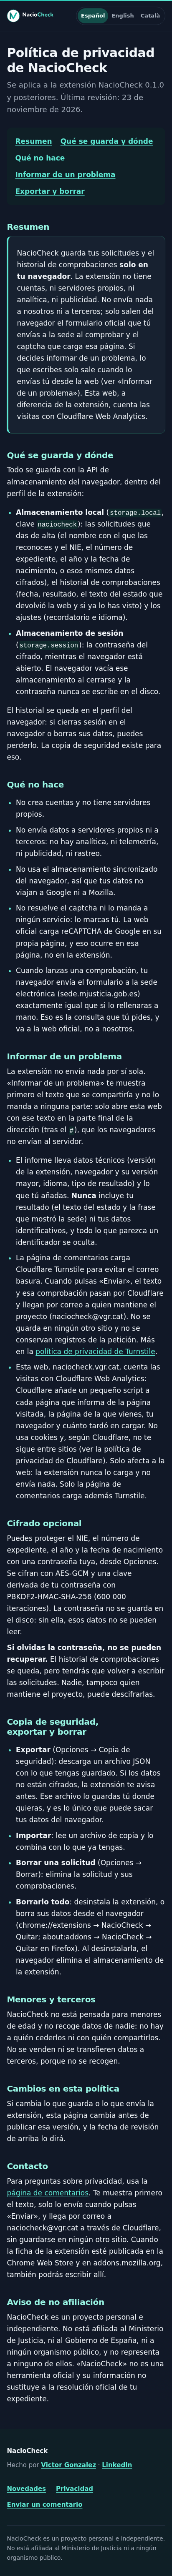 NacioCheck
Español English Català
Política de privacidad
de NacioCheck
Se aplica a la extensión NacioCheck 0.1.0
y posteriores. Última revisión: 23 de
noviembre de 2026.
Resumen Qué se guarda y dónde
Qué no hace
Informar de un problema
Exportar y borrar
Resumen
NacioCheck guarda tus solicitudes y el
historial de comprobaciones solo en
tu navegador. La extensión no tiene
cuentas, ni servidores propios, ni
analítica, ni publicidad. No envía nada
a nosotros ni a terceros; solo salen del
navegador el formulario oficial que tú
envías a la sede al comprobar y el
captcha que carga esa página. Si
decides informar de un problema, lo
que escribes solo sale cuando lo
envías tú desde la web (ver «Informar
de un problema»). Esta web, a
diferencia de la extensión, cuenta las
visitas con Cloudflare Web Analytics.
Qué se guarda y dónde
Todo se guarda con la API de
almacenamiento del navegador, dentro del
perfil de la extensión:
• Almacenamiento local (storage.local,
clave naciocheck): las solicitudes que
das de alta (el nombre con el que las
reconoces y el NIE, el número de
expediente, el año y la fecha de
nacimiento, o esos mismos datos
cifrados), el historial de comprobaciones
(fecha, resultado, el texto del estado que
devolvió la web y si ya lo has visto) y los
ajustes (recordatorio e idioma).
• Almacenamiento de sesión
(storage.session): la contraseña del
cifrado, mientras el navegador está
abierto. El navegador vacía ese
almacenamiento al cerrarse y la
contraseña nunca se escribe en el disco.
El historial se queda en el perfil del
navegador: si cierras sesión en el
navegador o borras sus datos, puedes
perderlo. La copia de seguridad existe para
eso.
Qué no hace
• No crea cuentas y no tiene servidores
propios.
• No envía datos a servidores propios ni a
terceros: no hay analítica, ni telemetría,
ni publicidad, ni rastreo.
• No usa el almacenamiento sincronizado
del navegador, así que tus datos no
viajan a Google ni a Mozilla.
• No resuelve el captcha ni lo manda a
ningún servicio: lo marcas tú. La web
oficial carga reCAPTCHA de Google en su
propia página, y eso ocurre en esa
página, no en la extensión.
• Cuando lanzas una comprobación, tu
navegador envía el formulario a la sede
electrónica (sede.mjusticia.gob.es)
exactamente igual que si lo rellenaras a
mano. Eso es la consulta que tú pides, y
va a la web oficial, no a nosotros.
Informar de un problema
La extensión no envía nada por sí sola.
«Informar de un problema» te muestra
primero el texto que se compartiría y no lo
manda a ninguna parte: solo abre esta web
con ese texto en la parte final de la
dirección (tras el #), que los navegadores
no envían al servidor.
• El informe lleva datos técnicos (versión
de la extensión, navegador y su versión
mayor, idioma, tipo de resultado) y lo
que tú añadas. Nunca incluye tu
resultado (el texto del estado y la frase
que mostró la sede) ni tus datos
identificativos, y todo lo que parezca un
identificador se oculta.
• La página de comentarios carga
Cloudflare Turnstile para evitar el correo
basura. Cuando pulsas «Enviar», el texto
y esa comprobación pasan por Cloudflare
y llegan por correo a quien mantiene el
proyecto (naciocheck@vgr.cat). No se
guarda en ningún otro sitio y no se
conservan registros de la petición. Más
en la política de privacidad de Turnstile.
• Esta web, naciocheck.vgr.cat, cuenta las
visitas con Cloudflare Web Analytics:
Cloudflare añade un pequeño script a
cada página que informa de la página
visitada, la página de la que vienes, tu
navegador y cuánto tardó en cargar. No
usa cookies y, según Cloudflare, no te
sigue entre sitios (ver la política de
privacidad de Cloudflare). Solo afecta a la
web: la extensión nunca lo carga y no
envía nada. Solo la página de
comentarios carga además Turnstile.
Cifrado opcional
Puedes proteger el NIE, el número de
expediente, el año y la fecha de nacimiento
con una contraseña tuya, desde Opciones.
Se cifran con AES-GCM y una clave
derivada de tu contraseña con
PBKDF2-HMAC-SHA-256 (600 000
iteraciones). La contraseña no se guarda en
el disco: sin ella, esos datos no se pueden
leer.
Si olvidas la contraseña, no se pueden
recuperar. El historial de comprobaciones
se queda, pero tendrás que volver a escribir
las solicitudes. Nadie, tampoco quien
mantiene el proyecto, puede descifrarlas.
Copia de seguridad,
exportar y borrar
• Exportar (Opciones → Copia de
seguridad): descarga un archivo JSON
con lo que tengas guardado. Si los datos
no están cifrados, la extensión te avisa
antes. Ese archivo lo guardas tú donde
quieras, y es lo único que puede sacar
tus datos del navegador.
• Importar: lee un archivo de copia y lo
combina con lo que ya tengas.
• Borrar una solicitud (Opciones →
Borrar): elimina la solicitud y sus
comprobaciones.
• Borrarlo todo: desinstala la extensión, o
borra sus datos desde el navegador
(chrome://extensions → NacioCheck →
Quitar; about:addons → NacioCheck →
Quitar en Firefox). Al desinstalarla, el
navegador elimina el almacenamiento de
la extensión.
Menores y terceros
NacioCheck no está pensada para menores
de edad y no recoge datos de nadie: no hay
a quién cederlos ni con quién compartirlos.
No se venden ni se transfieren datos a
terceros, porque no se recogen.
Cambios en esta política
Si cambia lo que guarda o lo que envía la
extensión, esta página cambia antes de
publicar esa versión, y la fecha de revisión
de arriba lo dirá.
Contacto
Para preguntas sobre privacidad, usa la
página de comentarios. Te muestra primero
el texto, solo lo envía cuando pulsas
«Enviar», y llega por correo a
naciocheck@vgr.cat a través de Cloudflare,
sin guardarse en ningún otro sitio. Cuando
la ficha de la extensión esté publicada en la
Chrome Web Store y en addons.mozilla.org,
también podrás escribir allí.
Aviso de no afiliación
NacioCheck es un proyecto personal e
independiente. No está afiliada al Ministerio
de Justicia, ni al Gobierno de España, ni a
ningún organismo público, y no representa
a ninguno de ellos. «NacioCheck» no es una
herramienta oficial y su información no
sustituye a la resolución oficial de tu
expediente.
NacioCheck
Hecho por Victor Gonzalez · LinkedIn
Novedades Privacidad
Enviar un comentario
NacioCheck es un proyecto personal e independiente.
No está afiliada al Ministerio de Justicia ni a ningún
organismo público.